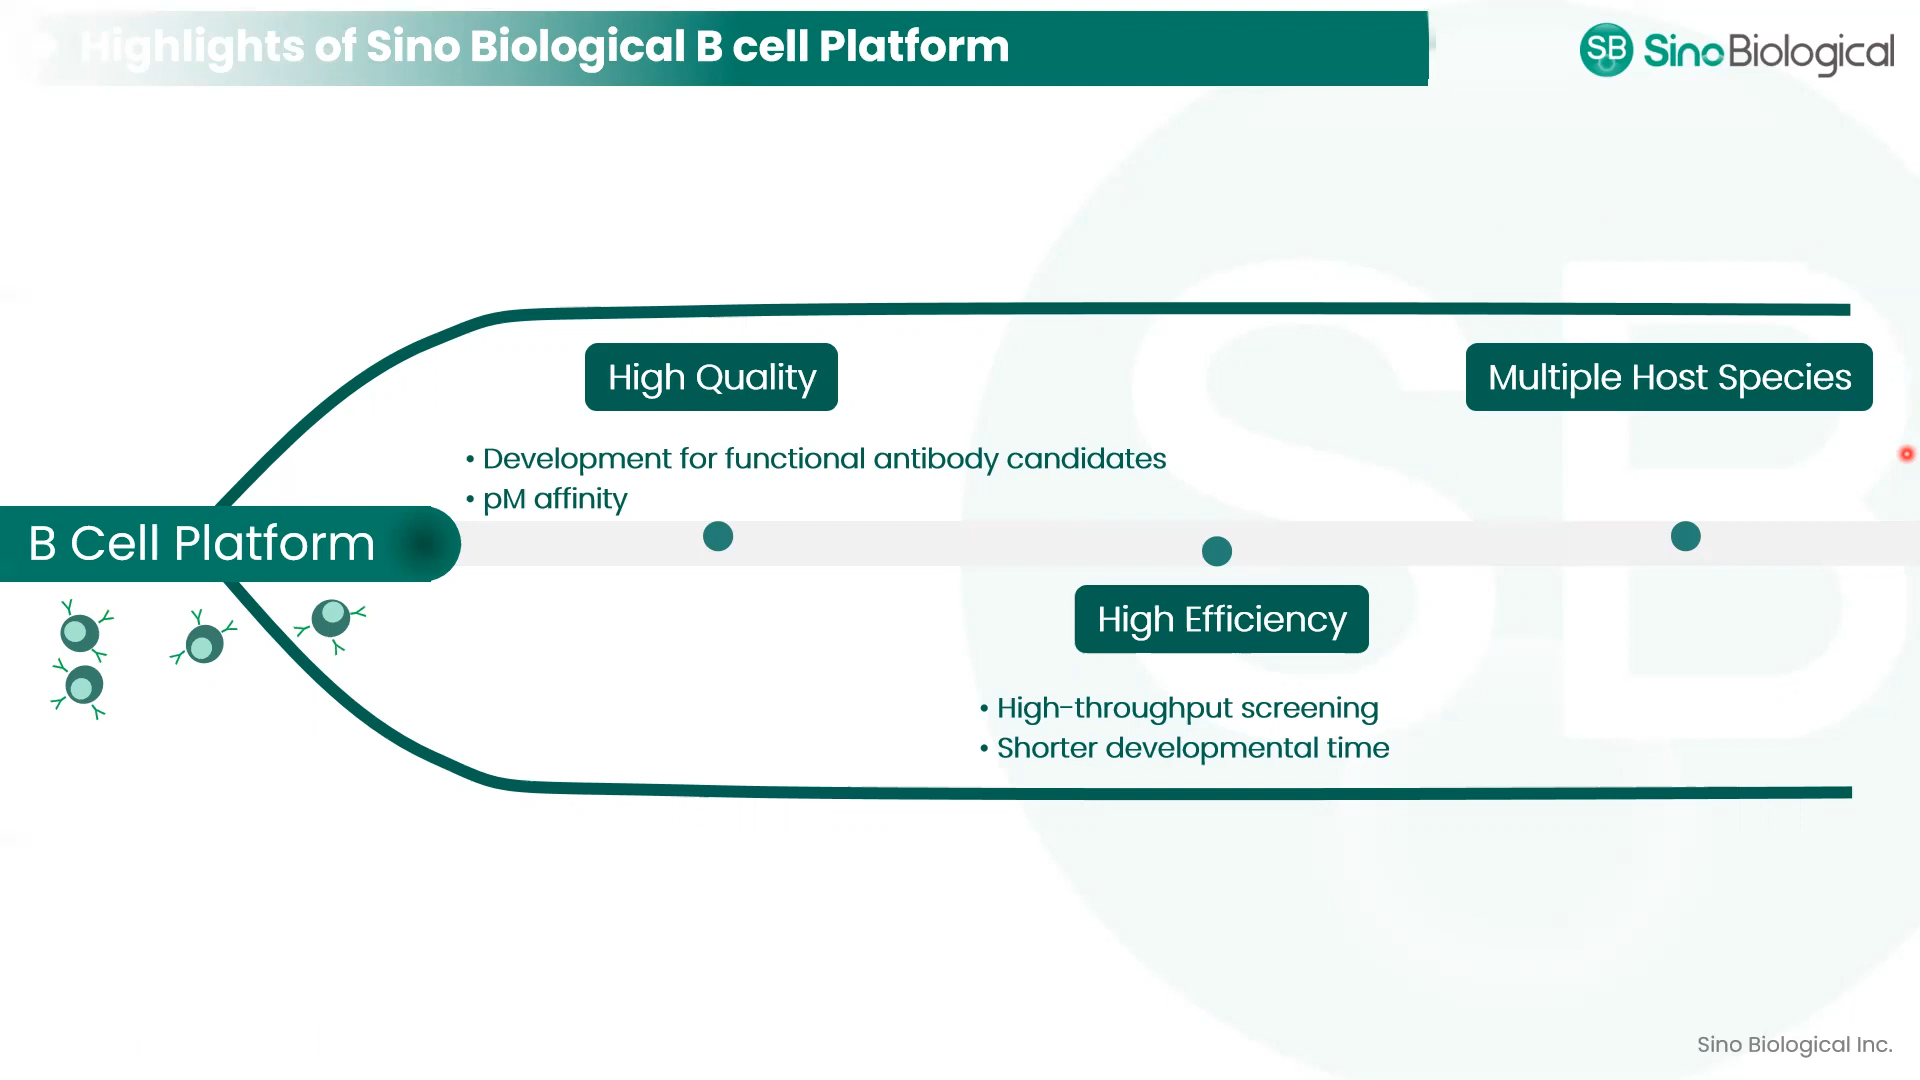 Highlights of Sino Biological B cell Platform
SB SinoBiological
High Quality
Multiple Host Species
• Development for functional antibody candidates
• pM affinity
B Cell Platform
High Efficiency
• High-throughput screening
• Shorter developmental time
SB
Sino Biological Inc.